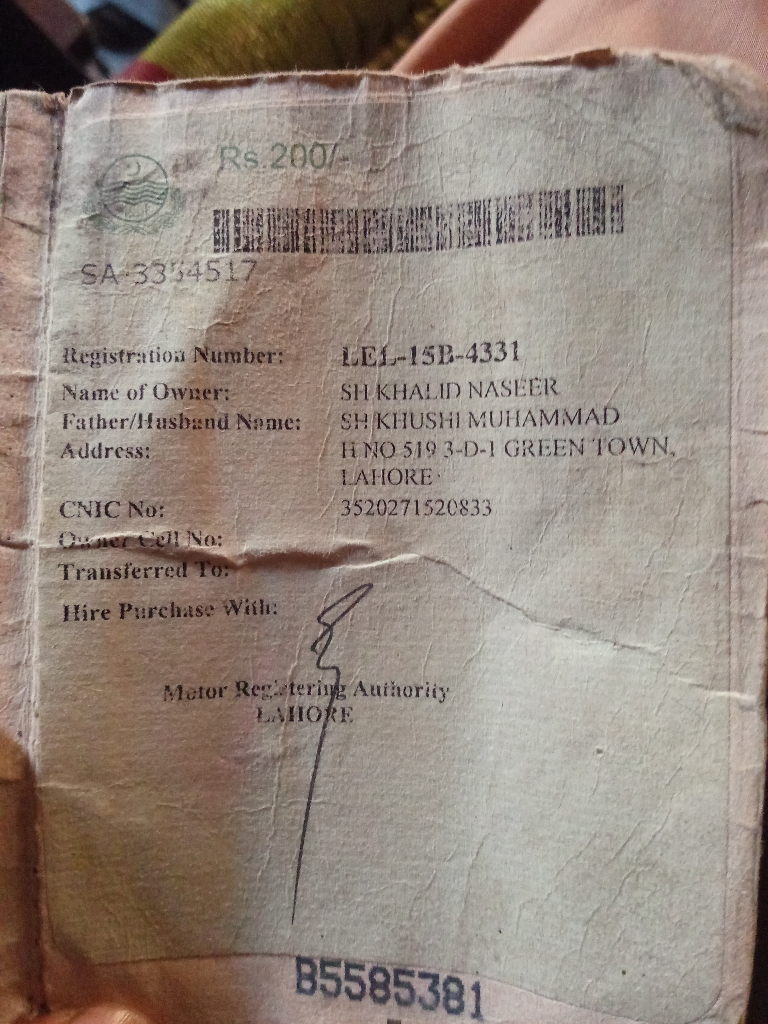 Rs.200/-
SA-3354517
Registration Number: LEL-15B-4331
Name of Owner: SH KHALID NASEER
Father/Husband Name: SH KHUSHI MUHAMMAD
Address: H NO 519 3-D-1 GREEN TOWN,
LAHORE
CNIC No: 3520271520833
Owner Cell No:
Transferred To:
Hire Purchase With:
Motor Registering Authority
LAHORE
B5585381